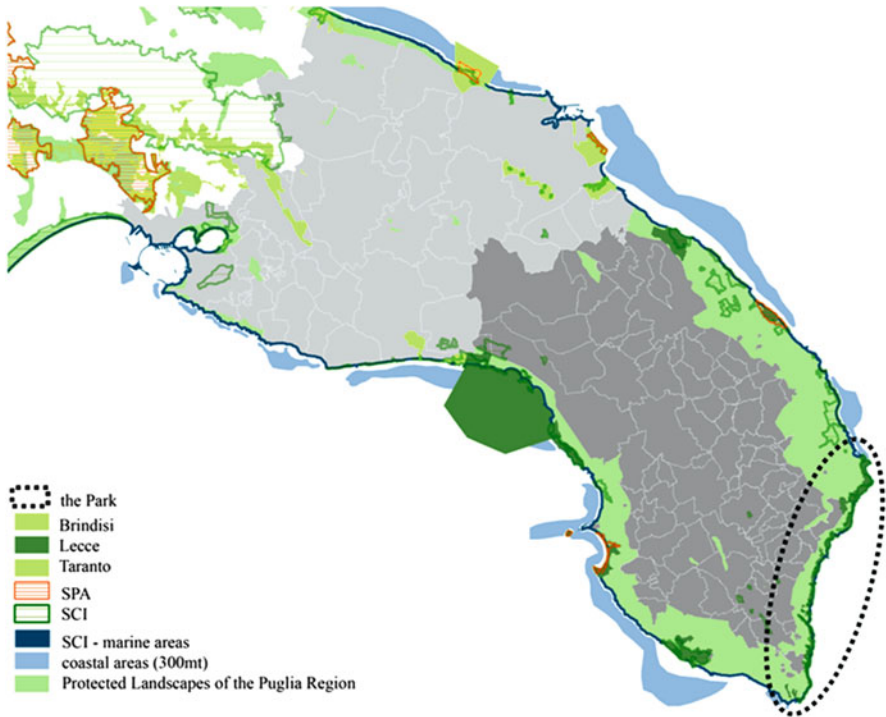 the Park
Brindisi
Lecce
Taranto
SPA
SCI
SCI - marine areas
coastal areas (300mt)
Protected Landscapes of the Puglia Region